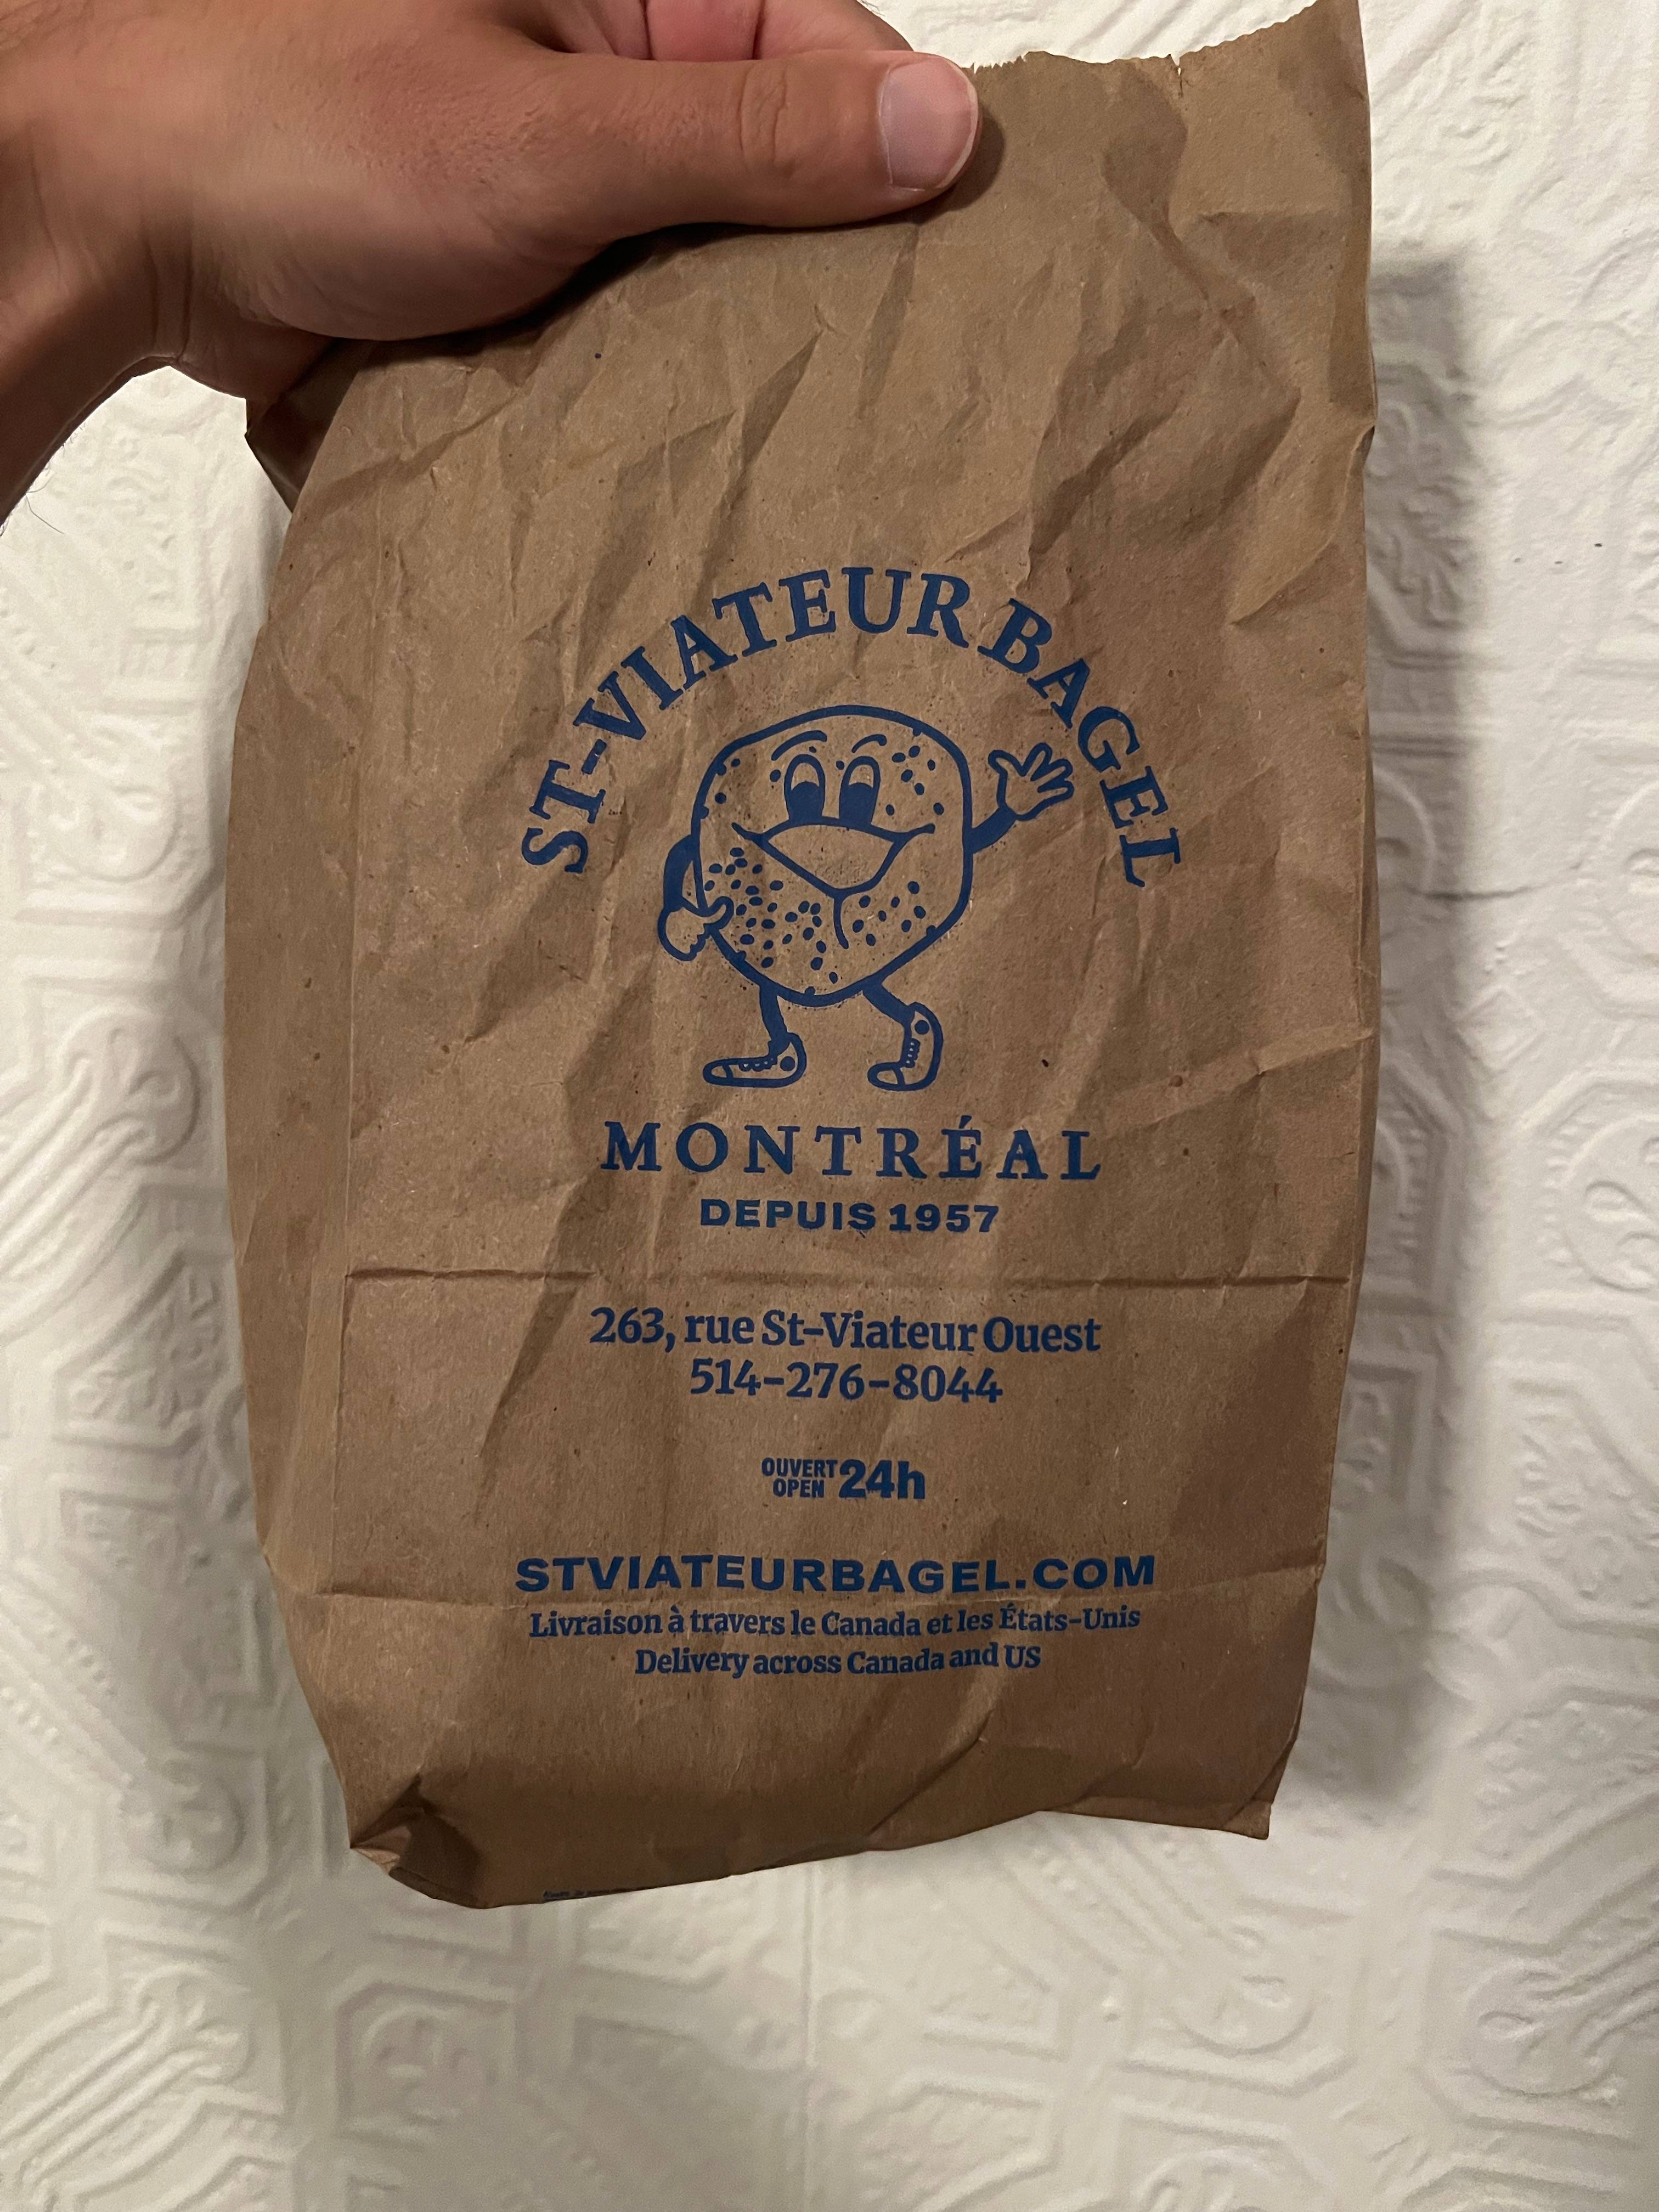 ST-VIATEUR BAGEL
MONTRÉAL
DEPUIS 1957
263, rue St-Viateur Ouest
514-276-8044
OUVERT
OPEN 24h
STVIATEURBAGEL.COM
Livraison à travers le Canada et les États-Unis
Delivery across Canada and US